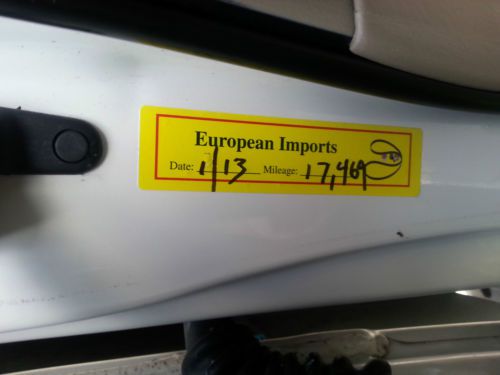 European Imports
Date: 1/13 Mileage: 17,469